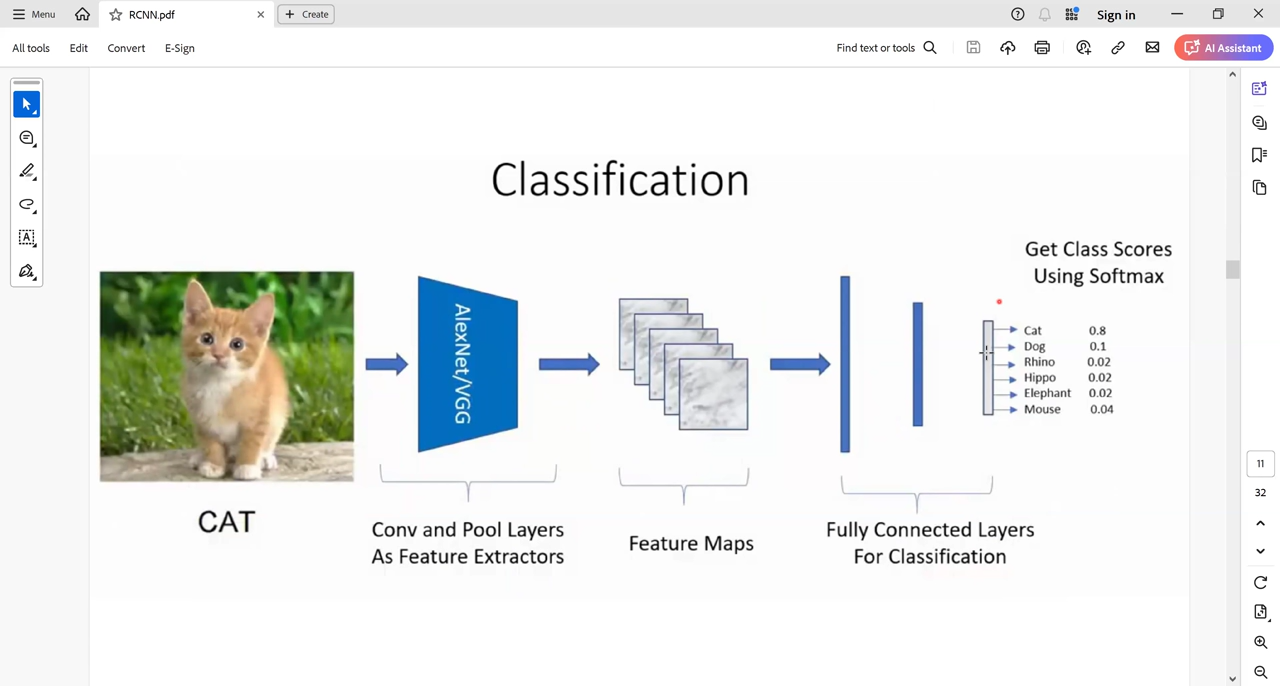 Menu
RCNN.pdf
Create
Sign in
All tools
Edit
Convert
E-Sign
Find text or tools
AI Assistant
Classification
Get Class Scores
Using Softmax
AlexNet/VGG
Cat 0.8
Dog 0.1
Rhino 0.02
Hippo 0.02
Elephant 0.02
Mouse 0.04
CAT
Conv and Pool Layers
As Feature Extractors
Feature Maps
Fully Connected Layers
For Classification
11
32